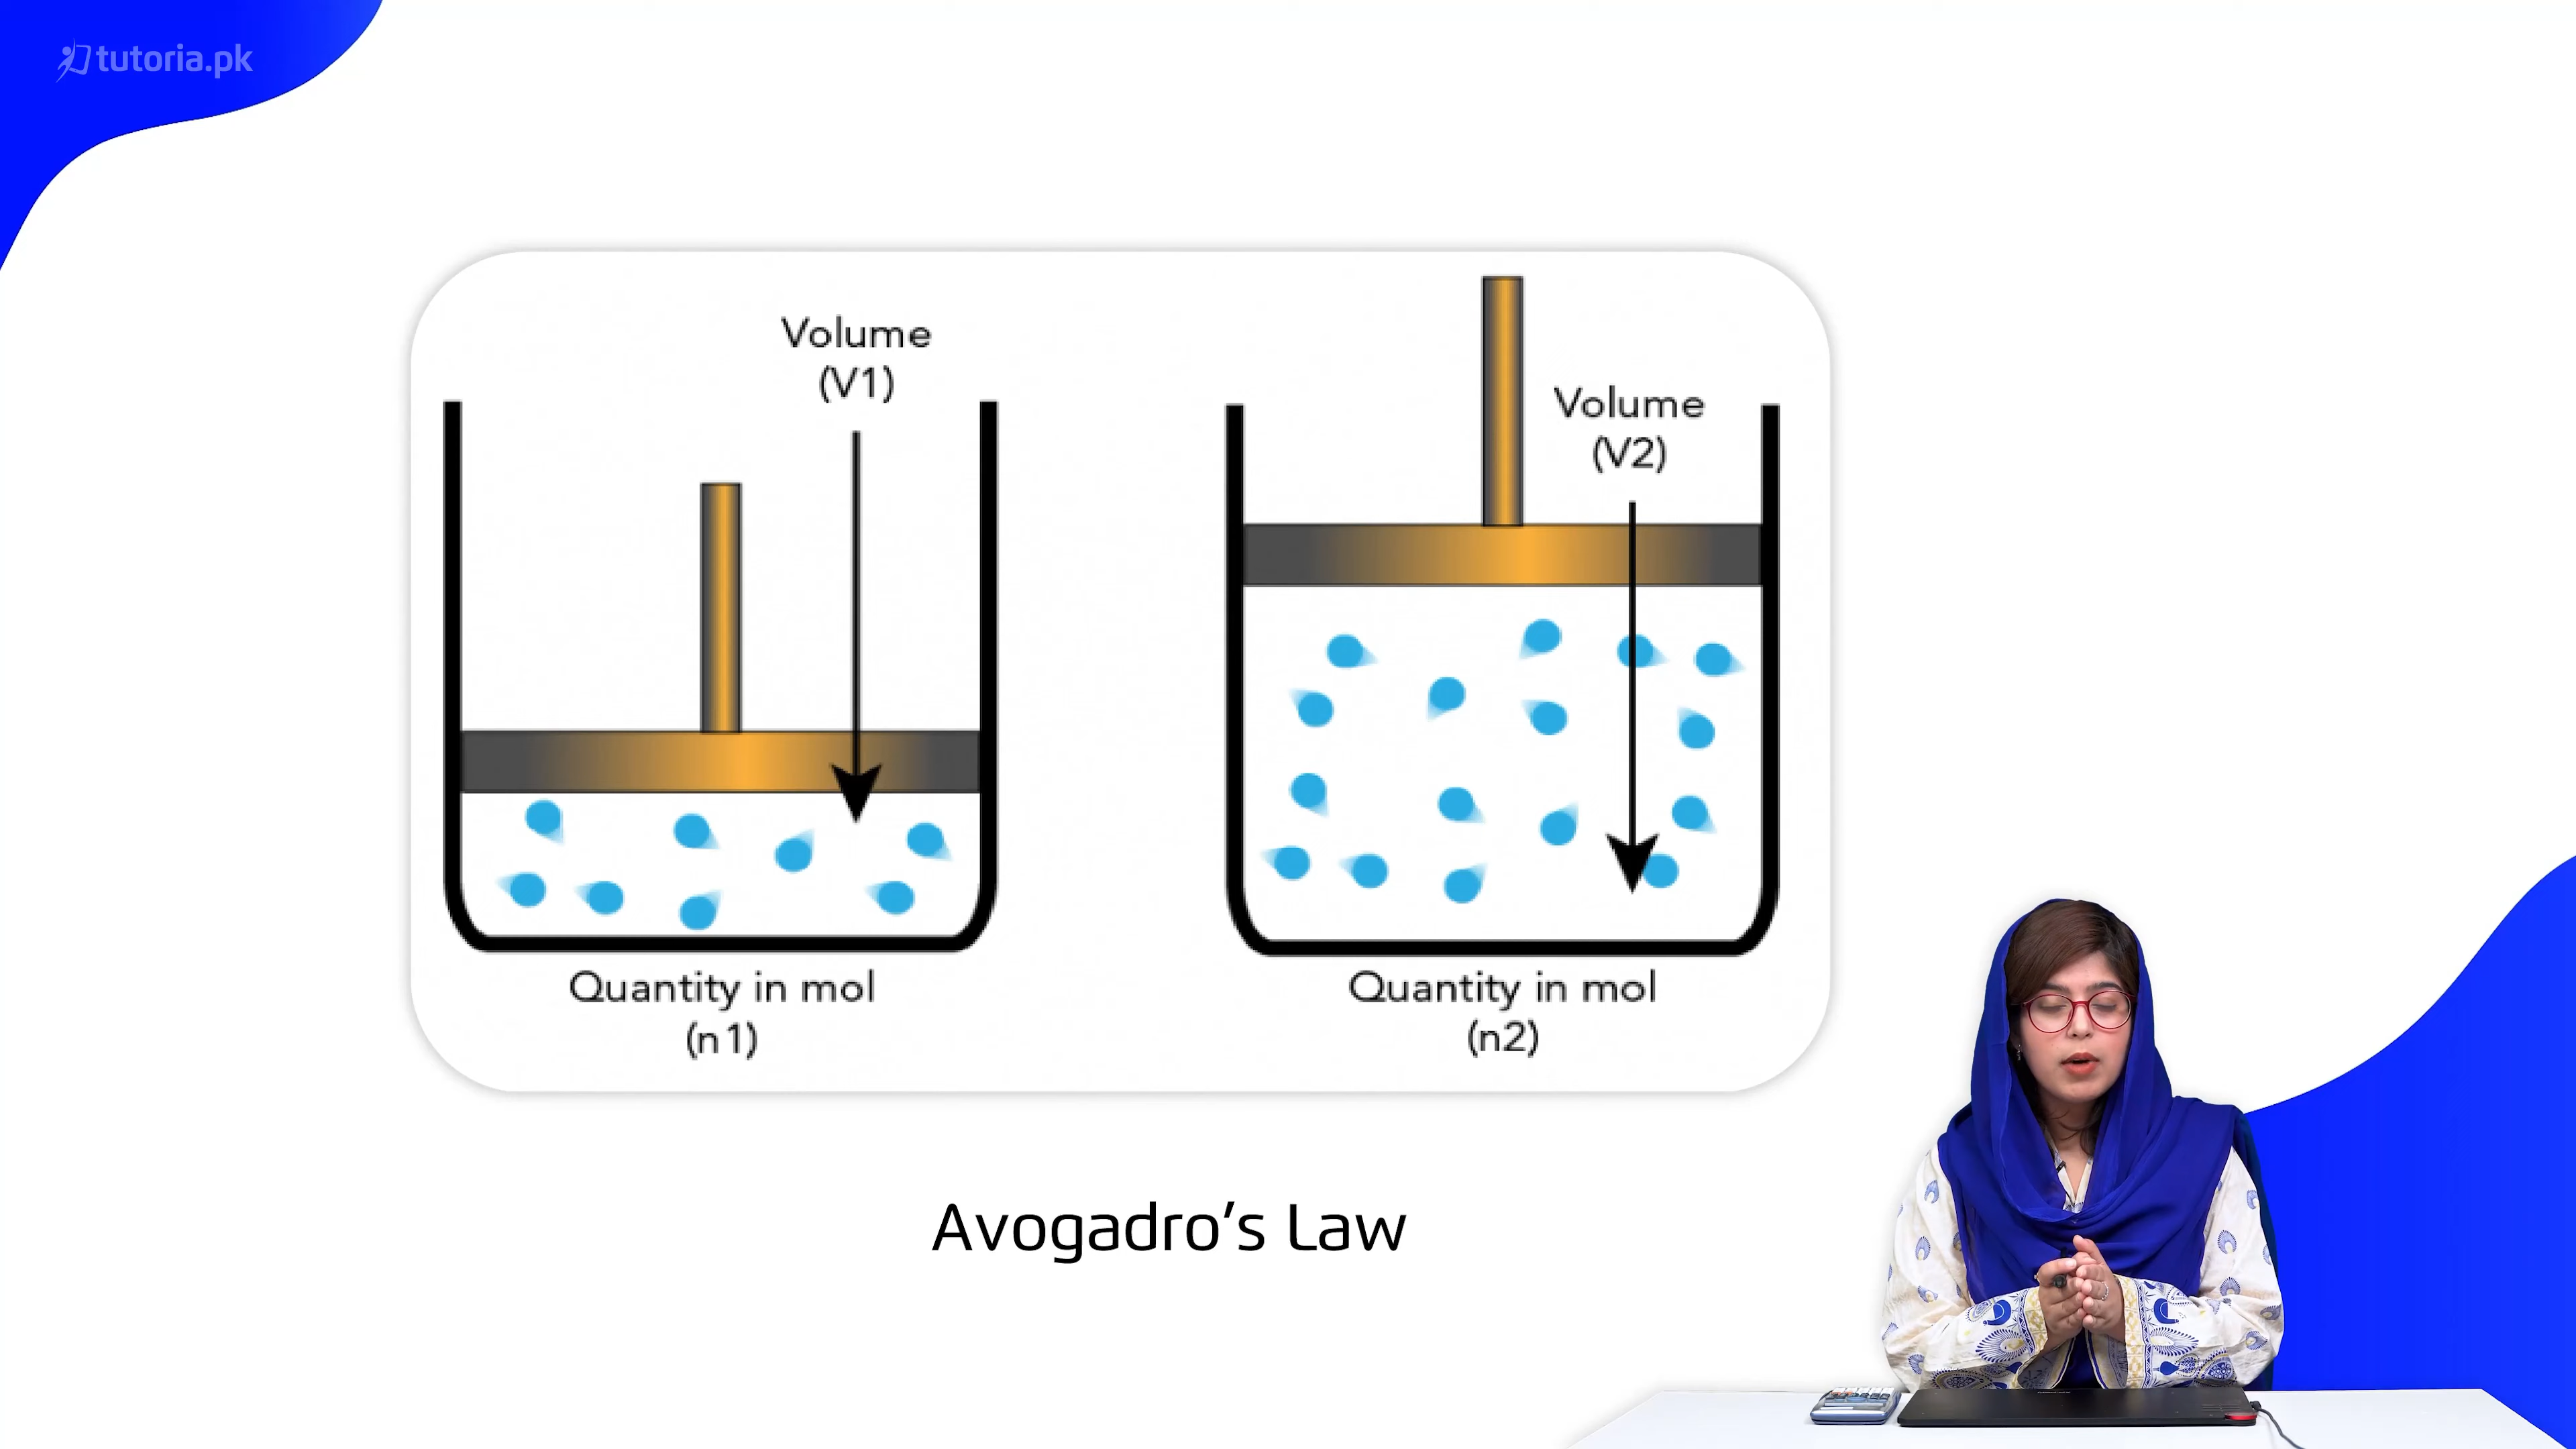 tutoria.pk
Volume
(V1)
Volume
(V2)
Quantity in mol
(n1)
Quantity in mol
(n2)
Avogadro's Law